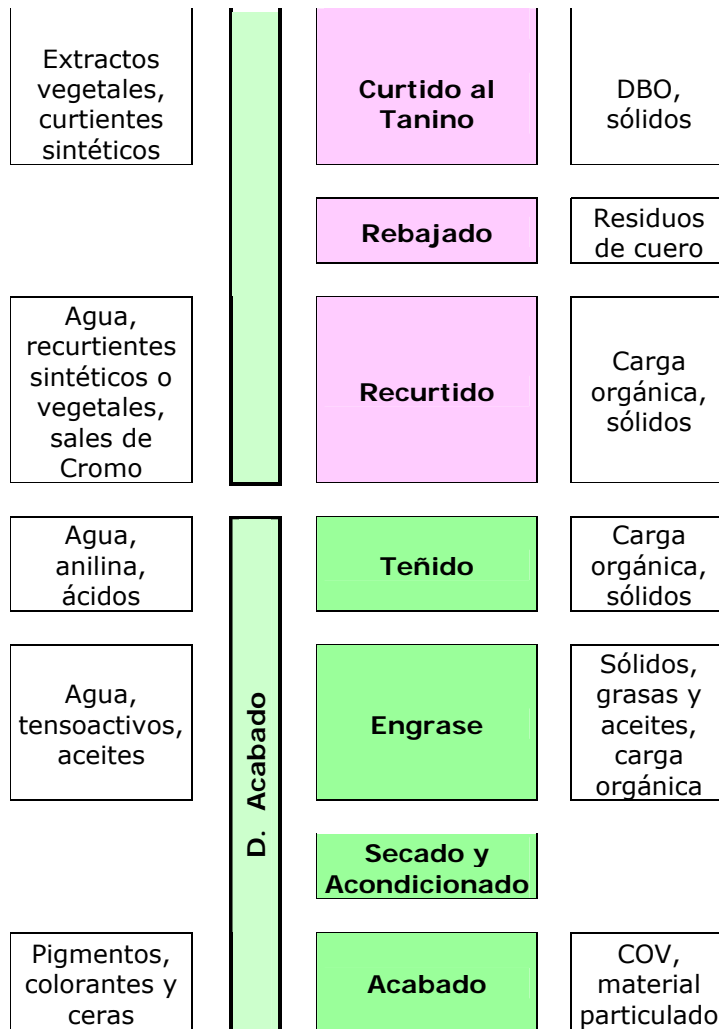 Extractos
vegetales,
curtientes
sintéticos
Curtido al
Tanino
DBO,
sólidos
Rebajado
Residuos
de cuero
Agua,
recurtientes
sintéticos o
vegetales,
sales de
Cromo
Recurtido
Carga
orgánica,
sólidos
D. Acabado
Agua,
anilina,
ácidos
Teñido
Carga
orgánica,
sólidos
Agua,
tensoactivos,
aceites
Engrase
Sólidos,
grasas y
aceites,
carga
orgánica
Secado y
Acondicionado
Pigmentos,
colorantes y
ceras
Acabado
COV,
material
particulado